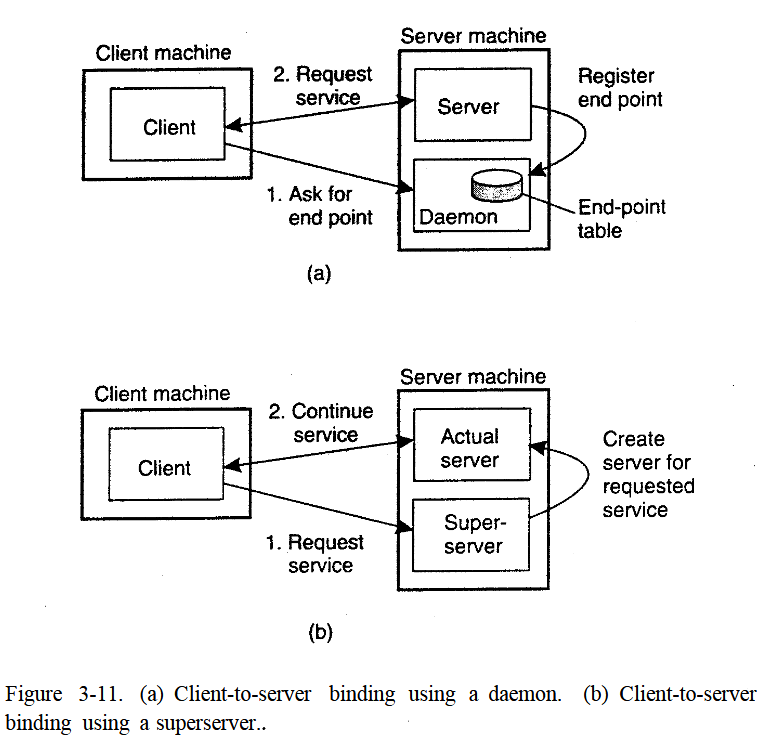 Server machine
Client machine
2. Request
service
Register
end point
Client
Server
1. Ask for
end point
Daemon
End-point
table
(a)
Server machine
Client machine
2. Continue
service
Actual
server
Create
server for
requested
service
Client
Super-
server
1. Request
service
(b)
Figure 3-11. (a) Client-to-server binding using a daemon. (b) Client-to-server
binding using a superserver..